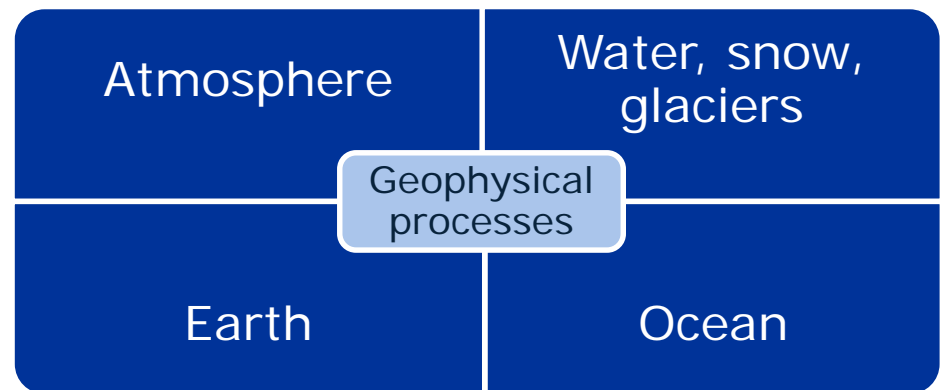 Atmosphere
Water, snow,
glaciers
Geophysical
processes
Earth
Ocean